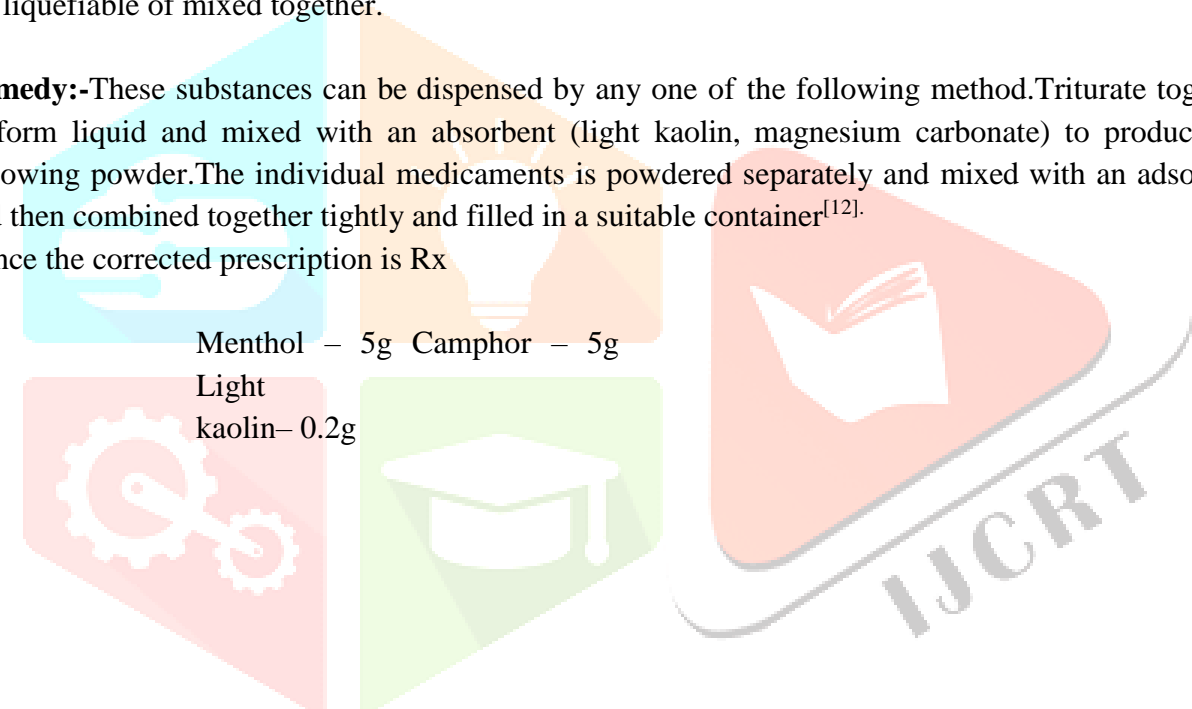 liquefiable of mixed together.
medy:-These substances can be dispensed by any one of the following method.Triturate tog
form liquid and mixed with an absorbent (light kaolin, magnesium carbonate) to produc
owing powder.The individual medicaments is powdered separately and mixed with an adso
then combined together tightly and filled in a suitable container[12].
nce the corrected prescription is Rx
Menthol – 5g Camphor – 5g
Light
kaolin– 0.2g
IJCRT